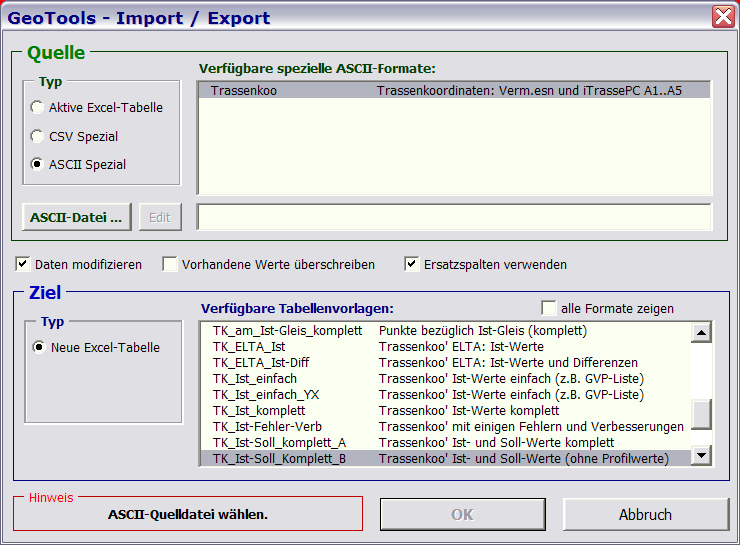 GeoTools - Import / Export
Quelle
Typ
Aktive Excel-Tabelle
CSV Spezial
ASCII Spezial
Verfügbare spezielle ASCII-Formate:
Trassenkoo Trassenkoordinaten: Verm.esn und iTrassePC A1..A5
ASCII-Datei ... Edit
Daten modifizieren Vorhandene Werte überschreiben Ersatzspalten verwenden
Ziel
Typ
Neue Excel-Tabelle
Verfügbare Tabellenvorlagen: alle Formate zeigen
TK_am_Ist-Gleis_komplett Punkte bezüglich Ist-Gleis (komplett)
TK_ELTA_Ist Trassenkoo' ELTA: Ist-Werte
TK_ELTA_Ist-Diff Trassenkoo' ELTA: Ist-Werte und Differenzen
TK_Ist_einfach Trassenkoo' Ist-Werte einfach (z.B. GVP-Liste)
TK_Ist_einfach_YX Trassenkoo' Ist-Werte einfach (z.B. GVP-Liste)
TK_Ist_komplett Trassenkoo' Ist-Werte komplett
TK_Ist-Fehler-Verb Trassenkoo' mit einigen Fehlern und Verbesserungen
TK_Ist-Soll_komplett_A Trassenkoo' Ist- und Soll-Werte komplett
TK_Ist-Soll_Komplett_B Trassenkoo' Ist- und Soll-Werte (ohne Profilwerte)
Hinweis
ASCII-Quelldatei wählen.
OK Abbruch